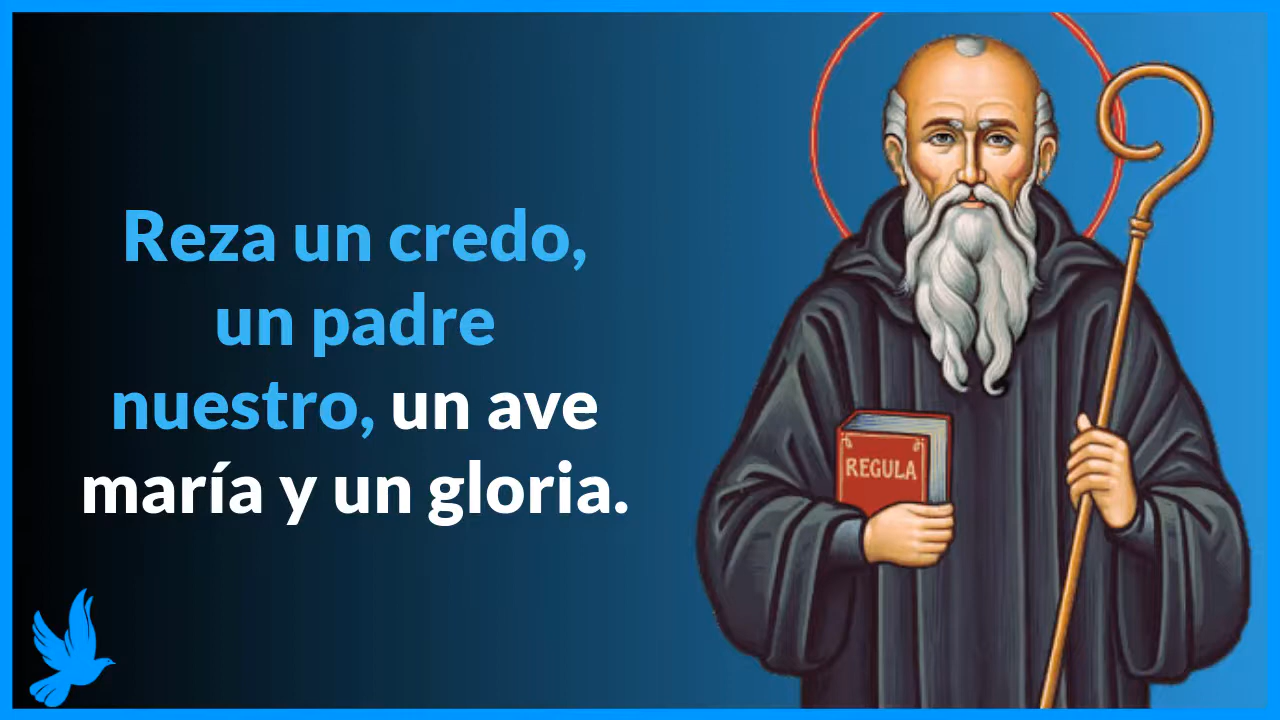 Reza un credo,
un padre
nuestro, un ave
maría y un gloria.
REGULA